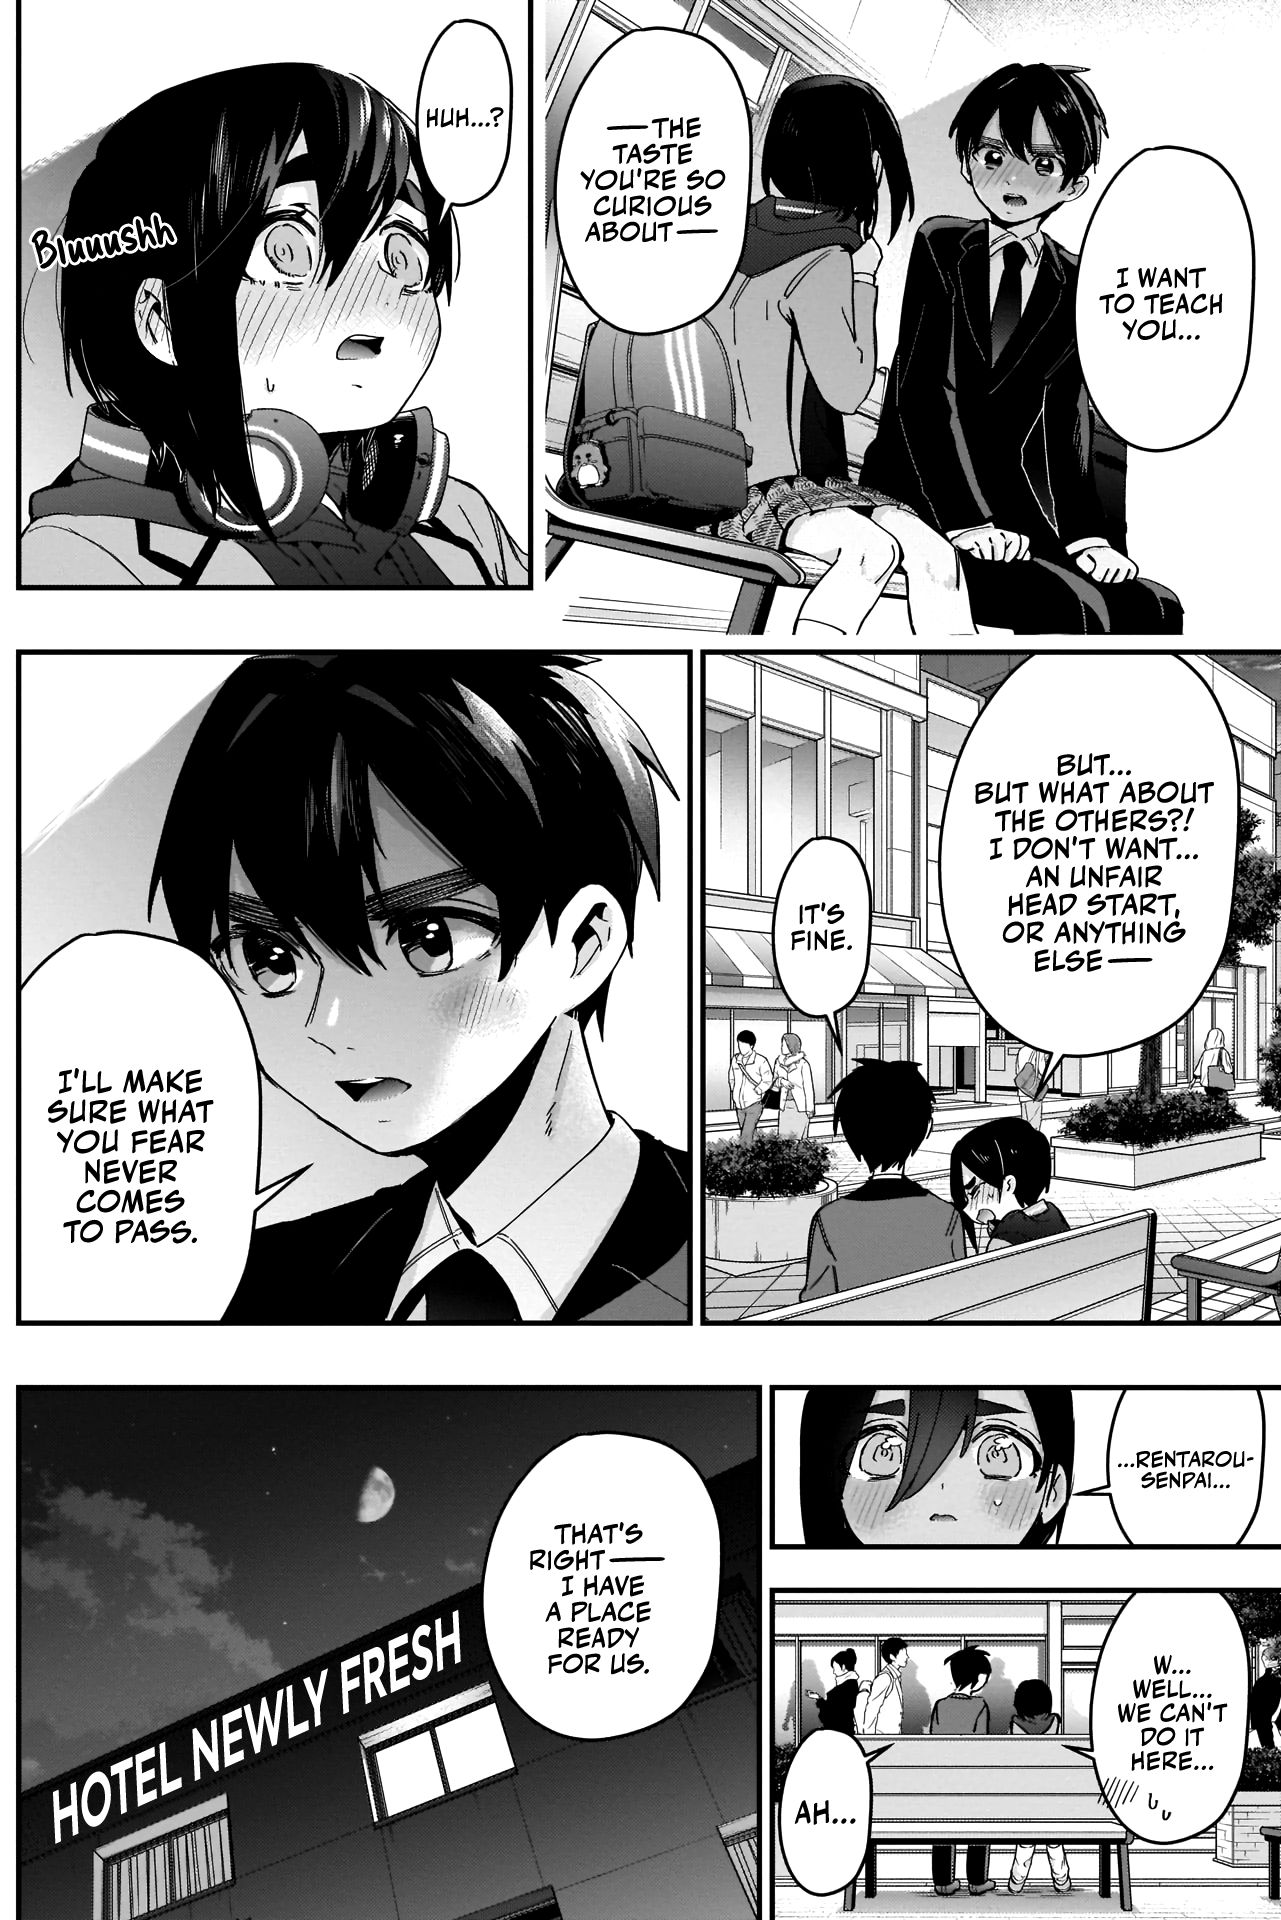 I WANT
TO TEACH
YOU...
—THE
TASTE
YOU'RE SO
CURIOUS
ABOUT—
HUH...?
Bluuushh
BUT...
BUT WHAT ABOUT
THE OTHERS?!
I DON'T WANT...
AN UNFAIR
HEAD START,
OR ANYTHING
ELSE—
IT'S
FINE.
I'LL MAKE
SURE WHAT
YOU FEAR
NEVER
COMES
TO PASS.
...RENTAROU-
SENPAI...
W...
WELL...
WE CAN'T
DO IT
HERE...
AH...
THAT'S
RIGHT—
I HAVE
A PLACE
READY
FOR US.
HOTEL NEWLY FRESH